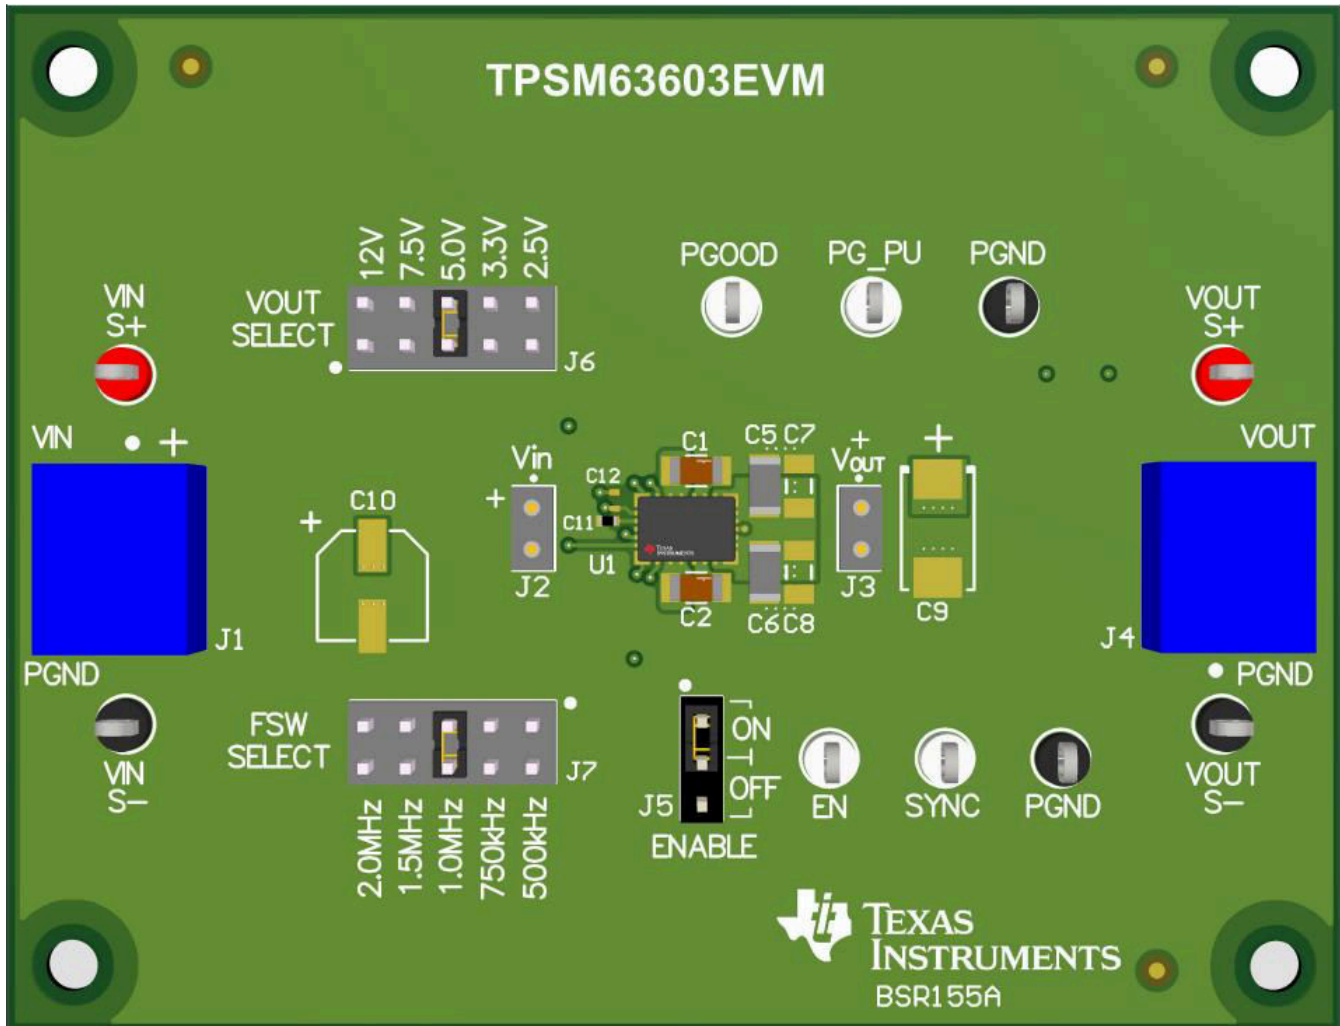 TPSM63603EVM
12V
7.5V
5.0V
3.3V
2.5V
VOUT
SELECT
J6
PGOOD
PG_PU
PGND
VIN
S+
VOUT
S+
VIN
+
VOUT
J1
PGND
VIN
S-
+
C10
Vin
+
J2
C12
C11
U1
C1
C2
TEXAS
INSTRUMENTS
C5
C7
C6
C8
+
VOUT
J3
+
C9
J4
PGND
VOUT
S-
FSW
SELECT
J7
2.0MHz
1.5MHz
1.0MHz
750kHz
500kHz
ON
OFF
J5
ENABLE
EN
SYNC
PGND
TEXAS
INSTRUMENTS
BSR155A